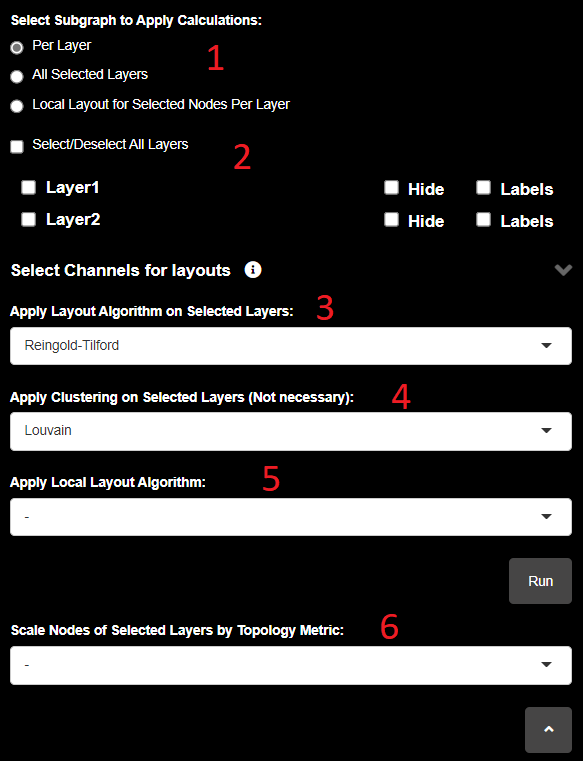 Select Subgraph to Apply Calculations:
Per Layer
1
All Selected Layers
Local Layout for Selected Nodes Per Layer
Select/Deselect All Layers
2
Layer1 Hide Labels
Layer2 Hide Labels
Select Channels for layouts i
Apply Layout Algorithm on Selected Layers: 3
Reingold-Tilford
Apply Clustering on Selected Layers (Not necessary): 4
Louvain
Apply Local Layout Algorithm: 5
-
Run
Scale Nodes of Selected Layers by Topology Metric: 6
-